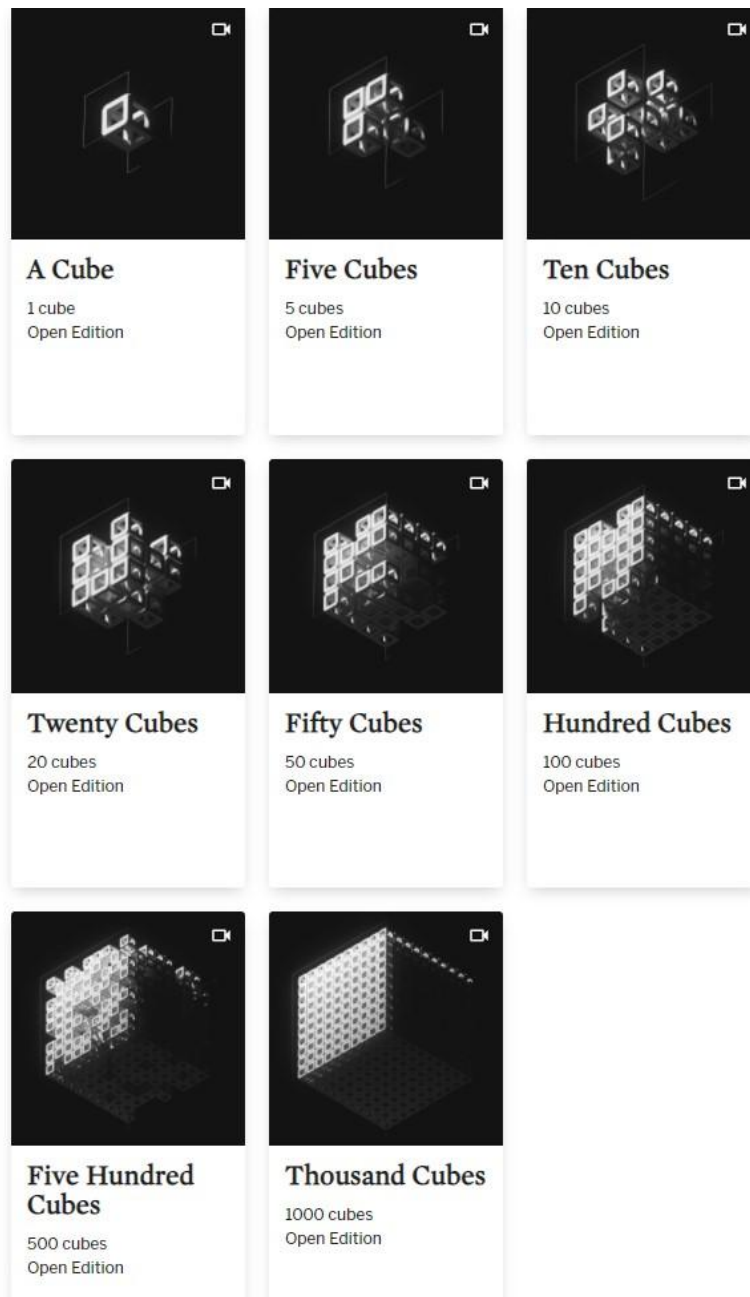 A Cube
1 cube
Open Edition
Five Cubes
5 cubes
Open Edition
Ten Cubes
10 cubes
Open Edition
Twenty Cubes
20 cubes
Open Edition
Fifty Cubes
50 cubes
Open Edition
Hundred Cubes
100 cubes
Open Edition
Five Hundred
Cubes
500 cubes
Open Edition
Thousand Cubes
1000 cubes
Open Edition